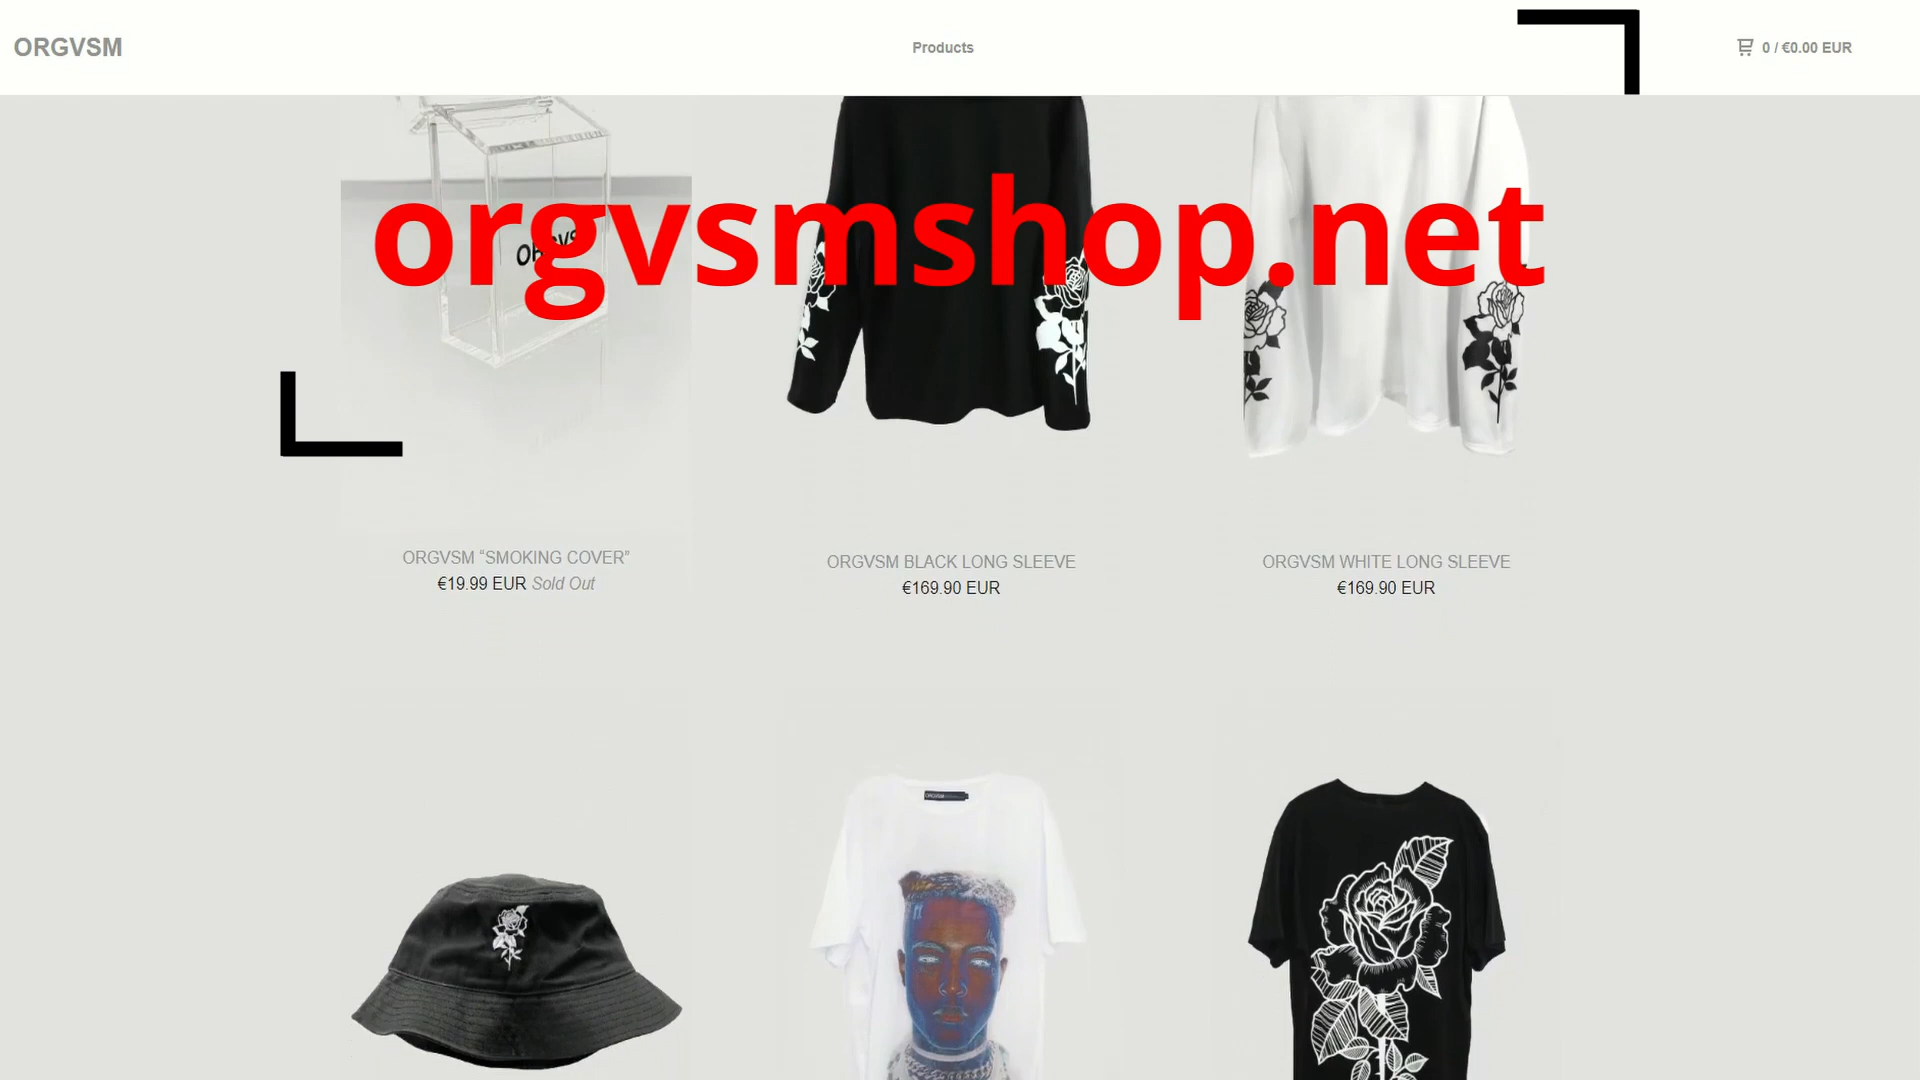 ORGVSM
Products
0 / €0.00 EUR
orgvsmshop.net
ORGVSM “SMOKING COVER”
€19.99 EUR Sold Out
ORGVSM BLACK LONG SLEEVE
€169.90 EUR
ORGVSM WHITE LONG SLEEVE
€169.90 EUR